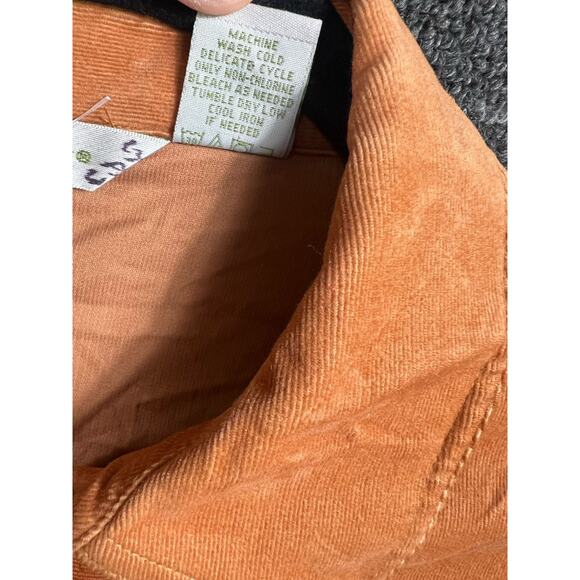 MACHINE
WASH COLD
DELICATE CYCLE
ONLY NON-CHLORINE
BLEACH AS NEEDED
TUMBLE DRY LOW
COOL IRON
IF NEEDED
®